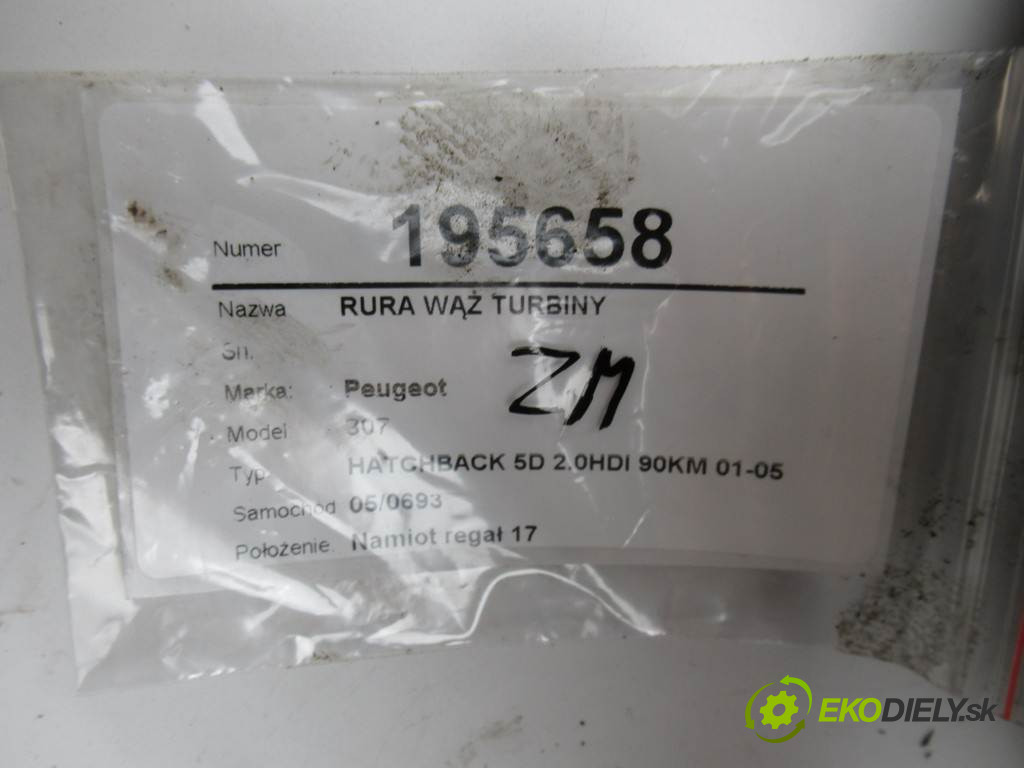 Numer 195658
Nazwa RURA WĄŻ TURBINY
Sn.
Marka: Peugeot
ZM
Model 307
Typ HATCHBACK 5D 2.0HDI 90KM 01-05
Samochód 05/0693
Położenie. Namiot regał 17
EKODIELY.sk